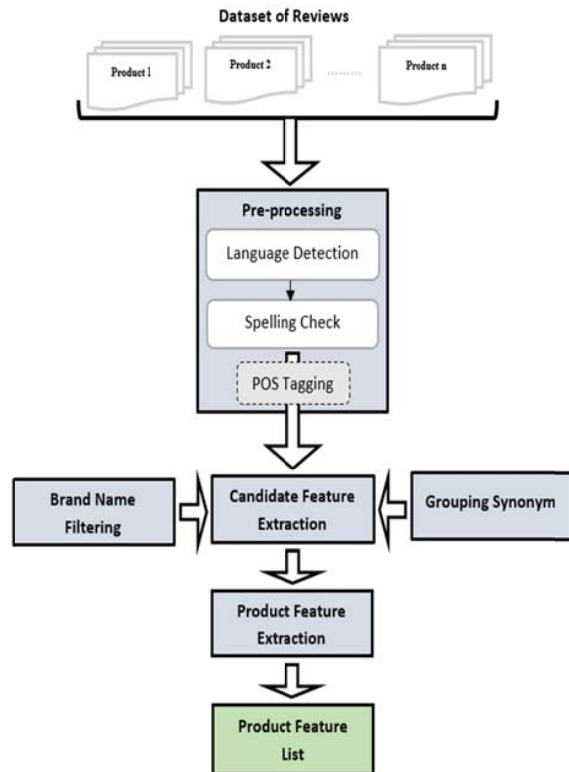 Dataset of Reviews
Product 1
Product 2
.........
Product n
Pre-processing
Language Detection
Spelling Check
POS Tagging
Brand Name
Filtering
Candidate Feature
Extraction
Grouping Synonym
Product Feature
Extraction
Product Feature
List